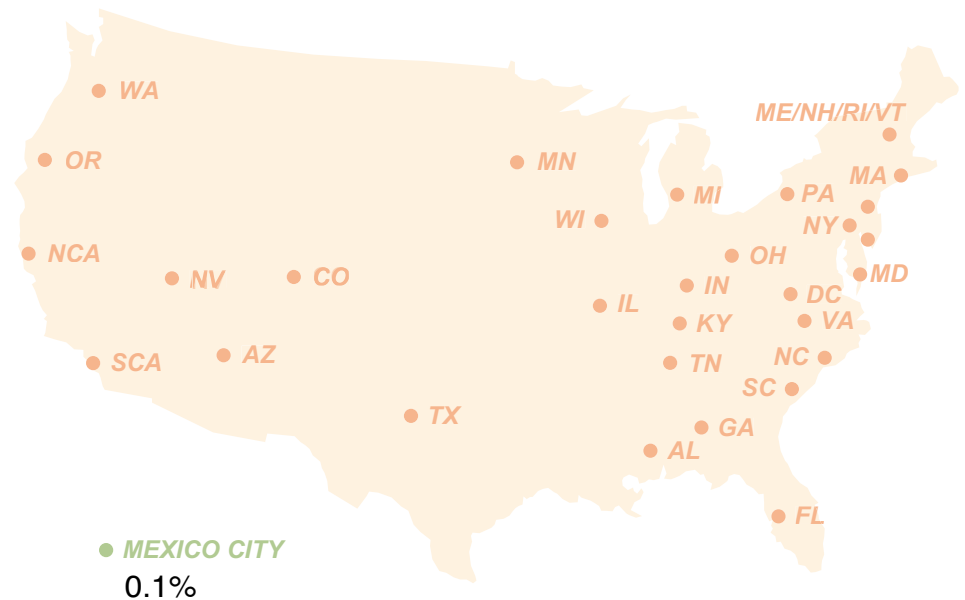 WA
ME/NH/RI/VT
OR
MN
MA
MI
PA
WI
NY
NCA
OH
MD
NV
CO
IN
DC
IL
KY
VA
SCA
AZ
TN
NC
SC
TX
GA
AL
FL
MEXICO CITY
0.1%